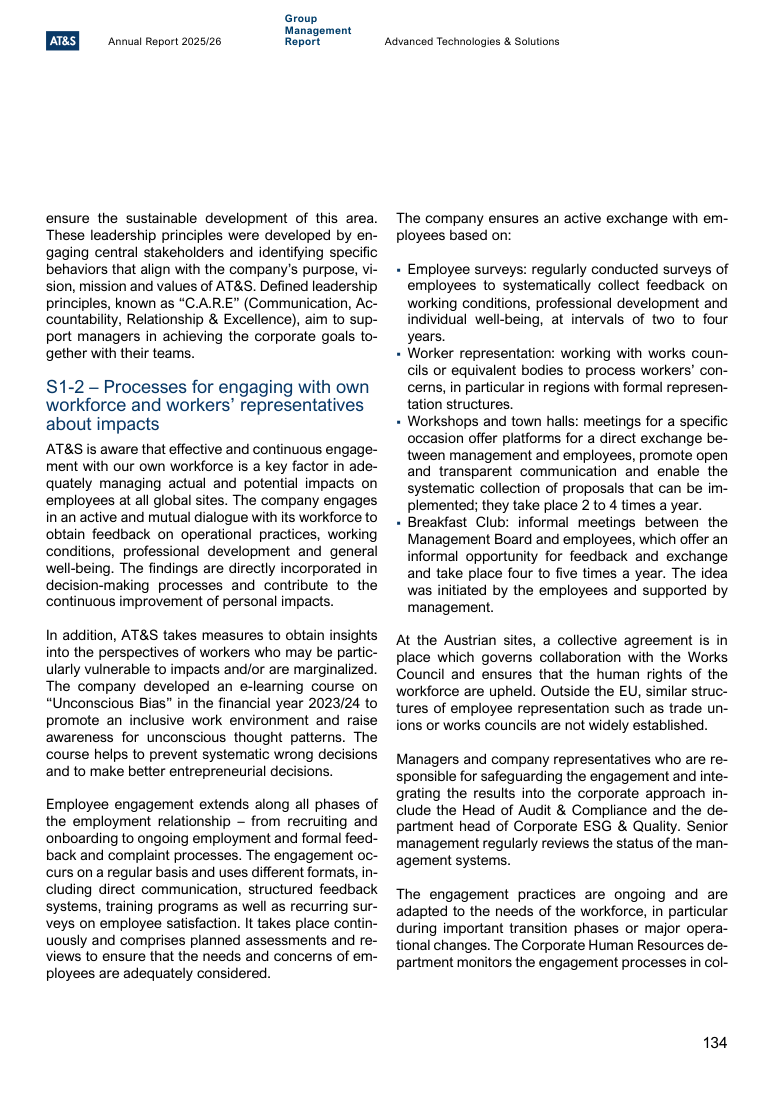 AT&S
Annual Report 2025/26
Group
Management
Report
Advanced Technologies & Solutions
ensure the sustainable development of this area.
These leadership principles were developed by en-
gaging central stakeholders and identifying specific
behaviors that align with the company's purpose, vi-
sion, mission and values of AT&S. Defined leadership
principles, known as “C.A.R.E” (Communication, Ac-
countability, Relationship & Excellence), aim to sup-
port managers in achieving the corporate goals to-
gether with their teams.
S1-2 – Processes for engaging with own
workforce and workers’ representatives
about impacts
AT&S is aware that effective and continuous engage-
ment with our own workforce is a key factor in ade-
quately managing actual and potential impacts on
employees at all global sites. The company engages
in an active and mutual dialogue with its workforce to
obtain feedback on operational practices, working
conditions, professional development and general
well-being. The findings are directly incorporated in
decision-making processes and contribute to the
continuous improvement of personal impacts.
In addition, AT&S takes measures to obtain insights
into the perspectives of workers who may be partic-
ularly vulnerable to impacts and/or are marginalized.
The company developed an e-learning course on
“Unconscious Bias” in the financial year 2023/24 to
promote an inclusive work environment and raise
awareness for unconscious thought patterns. The
course helps to prevent systematic wrong decisions
and to make better entrepreneurial decisions.
Employee engagement extends along all phases of
the employment relationship – from recruiting and
onboarding to ongoing employment and formal feed-
back and complaint processes. The engagement oc-
curs on a regular basis and uses different formats, in-
cluding direct communication, structured feedback
systems, training programs as well as recurring sur-
veys on employee satisfaction. It takes place contin-
uously and comprises planned assessments and re-
views to ensure that the needs and concerns of em-
ployees are adequately considered.
The company ensures an active exchange with em-
ployees based on:
▪ Employee surveys: regularly conducted surveys of
employees to systematically collect feedback on
working conditions, professional development and
individual well-being, at intervals of two to four
years.
▪ Worker representation: working with works coun-
cils or equivalent bodies to process workers’ con-
cerns, in particular in regions with formal represen-
tation structures.
▪ Workshops and town halls: meetings for a specific
occasion offer platforms for a direct exchange be-
tween management and employees, promote open
and transparent communication and enable the
systematic collection of proposals that can be im-
plemented; they take place 2 to 4 times a year.
▪ Breakfast Club: informal meetings between the
Management Board and employees, which offer an
informal opportunity for feedback and exchange
and take place four to five times a year. The idea
was initiated by the employees and supported by
management.
At the Austrian sites, a collective agreement is in
place which governs collaboration with the Works
Council and ensures that the human rights of the
workforce are upheld. Outside the EU, similar struc-
tures of employee representation such as trade un-
ions or works councils are not widely established.
Managers and company representatives who are re-
sponsible for safeguarding the engagement and inte-
grating the results into the corporate approach in-
clude the Head of Audit & Compliance and the de-
partment head of Corporate ESG & Quality. Senior
management regularly reviews the status of the man-
agement systems.
The engagement practices are ongoing and are
adapted to the needs of the workforce, in particular
during important transition phases or major opera-
tional changes. The Corporate Human Resources de-
partment monitors the engagement processes in col-
134